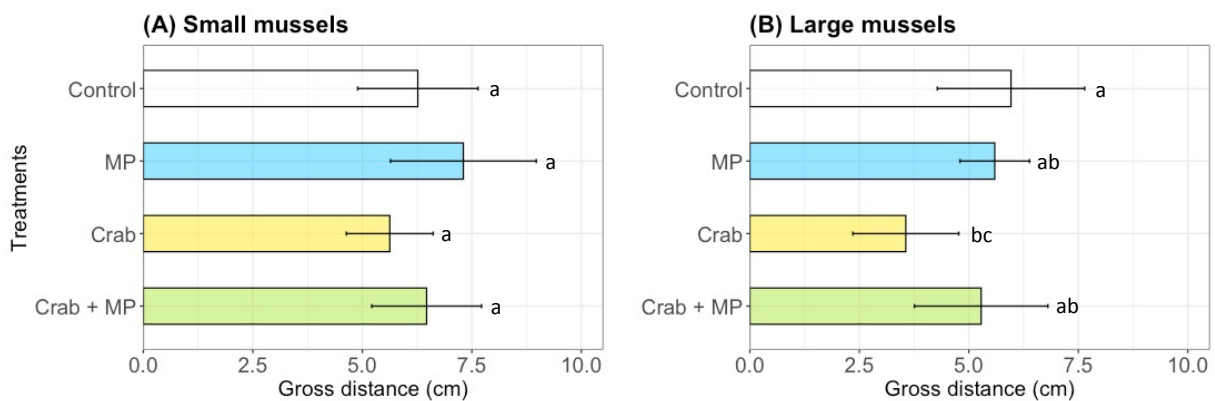 (A) Small mussels
Treatments
Control
a
MP
a
Crab
a
Crab + MP
a
0.0 2.5 5.0 7.5 10.0
Gross distance (cm)
(B) Large mussels
Control
a
MP
ab
Crab
bc
Crab + MP
ab
0.0 2.5 5.0 7.5 10.0
Gross distance (cm)